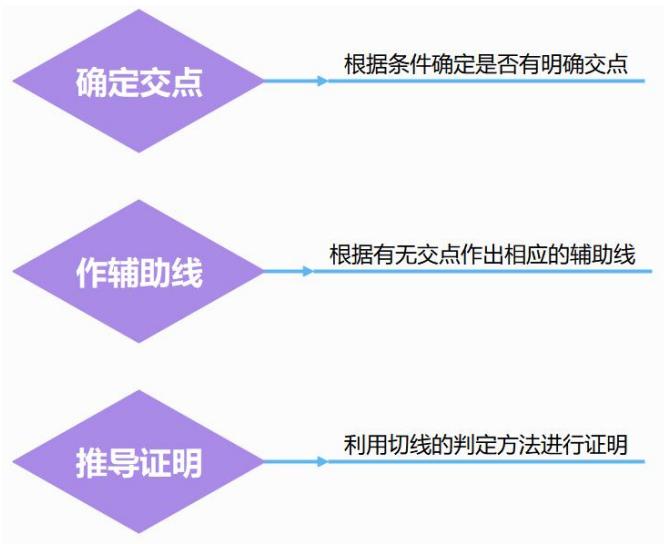 确定交点
根据条件确定是否有明确交点
作辅助线
根据有无交点作出相应的辅助线
推导证明
利用切线的判定方法进行证明